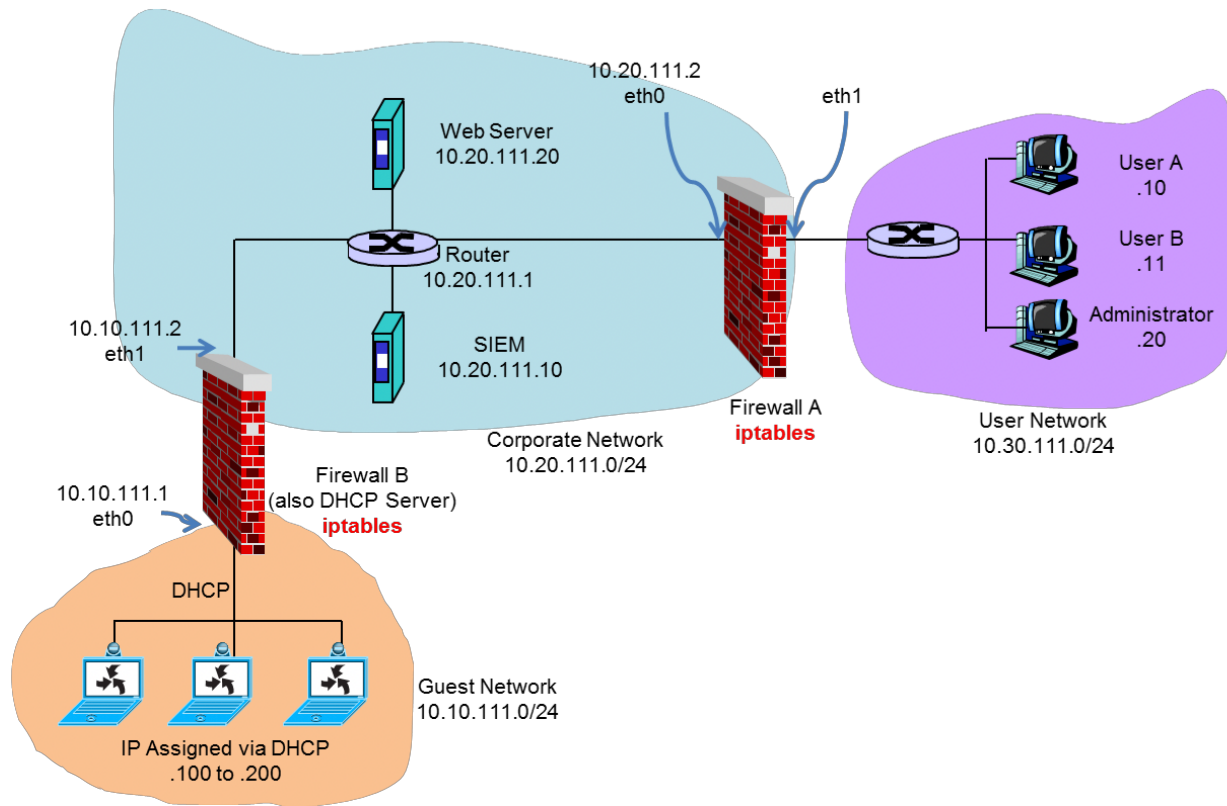 10.20.111.2
eth0
eth1
Web Server
10.20.111.20
User A
.10
User B
.11
Router
10.20.111.1
Administrator
.20
10.10.111.2
eth1
SIEM
10.20.111.10
Firewall A
iptables
User Network
10.30.111.0/24
Corporate Network
10.20.111.0/24
Firewall B
(also DHCP Server)
iptables
10.10.111.1
eth0
DHCP
Guest Network
10.10.111.0/24
IP Assigned via DHCP
.100 to .200